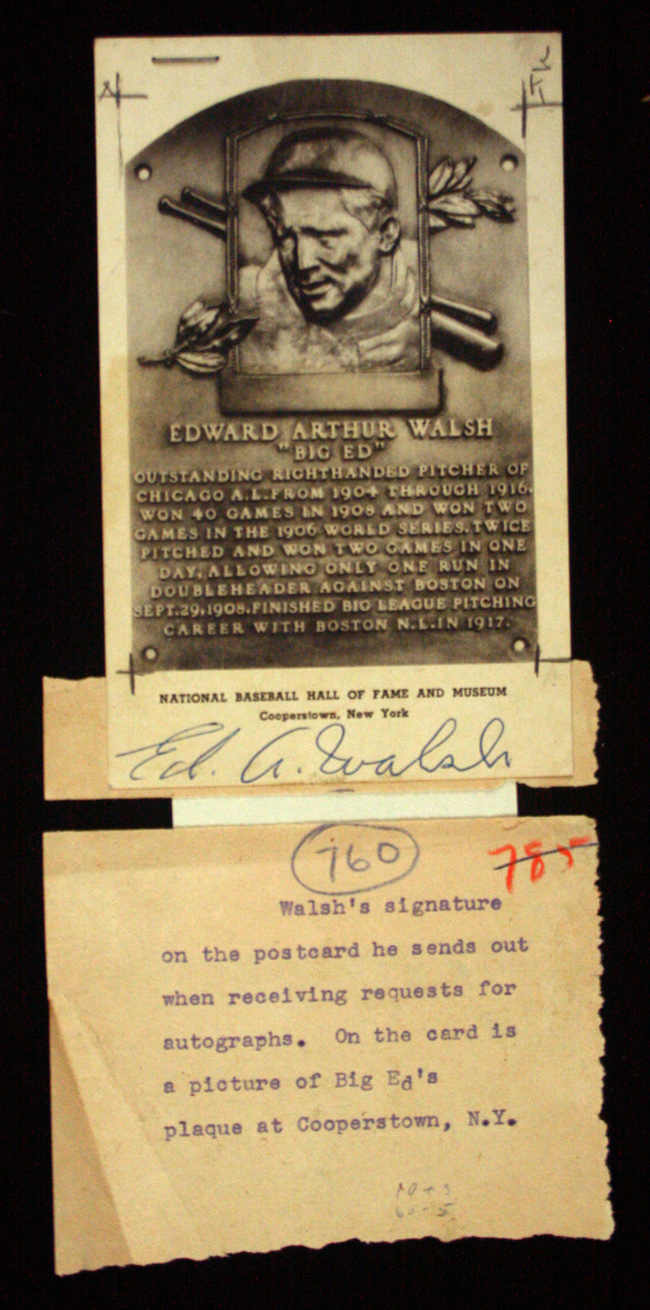 EDWARD ARTHUR WALSH
"BIG ED"
OUTSTANDING RIGHTHANDED PITCHER OF
CHICAGO A.L. FROM 1904 THROUGH 1916.
WON 40 GAMES IN 1908 AND WON TWO
GAMES IN THE 1906 WORLD SERIES. TWICE
PITCHED AND WON TWO GAMES IN ONE
DAY, ALLOWING ONLY ONE RUN IN
DOUBLEHEADER AGAINST BOSTON ON
SEPT. 29, 1908. FINISHED BIG LEAGUE PITCHING
CAREER WITH BOSTON N.L. IN 1917.
NATIONAL BASEBALL HALL OF FAME AND MUSEUM
Cooperstown, New York
Ed. A. Walsh
760
785
Walsh's signature
on the postcard he sends out
when receiving requests for
autographs. On the card is
a picture of Big Ed's
plaque at Cooperstown, N.Y.